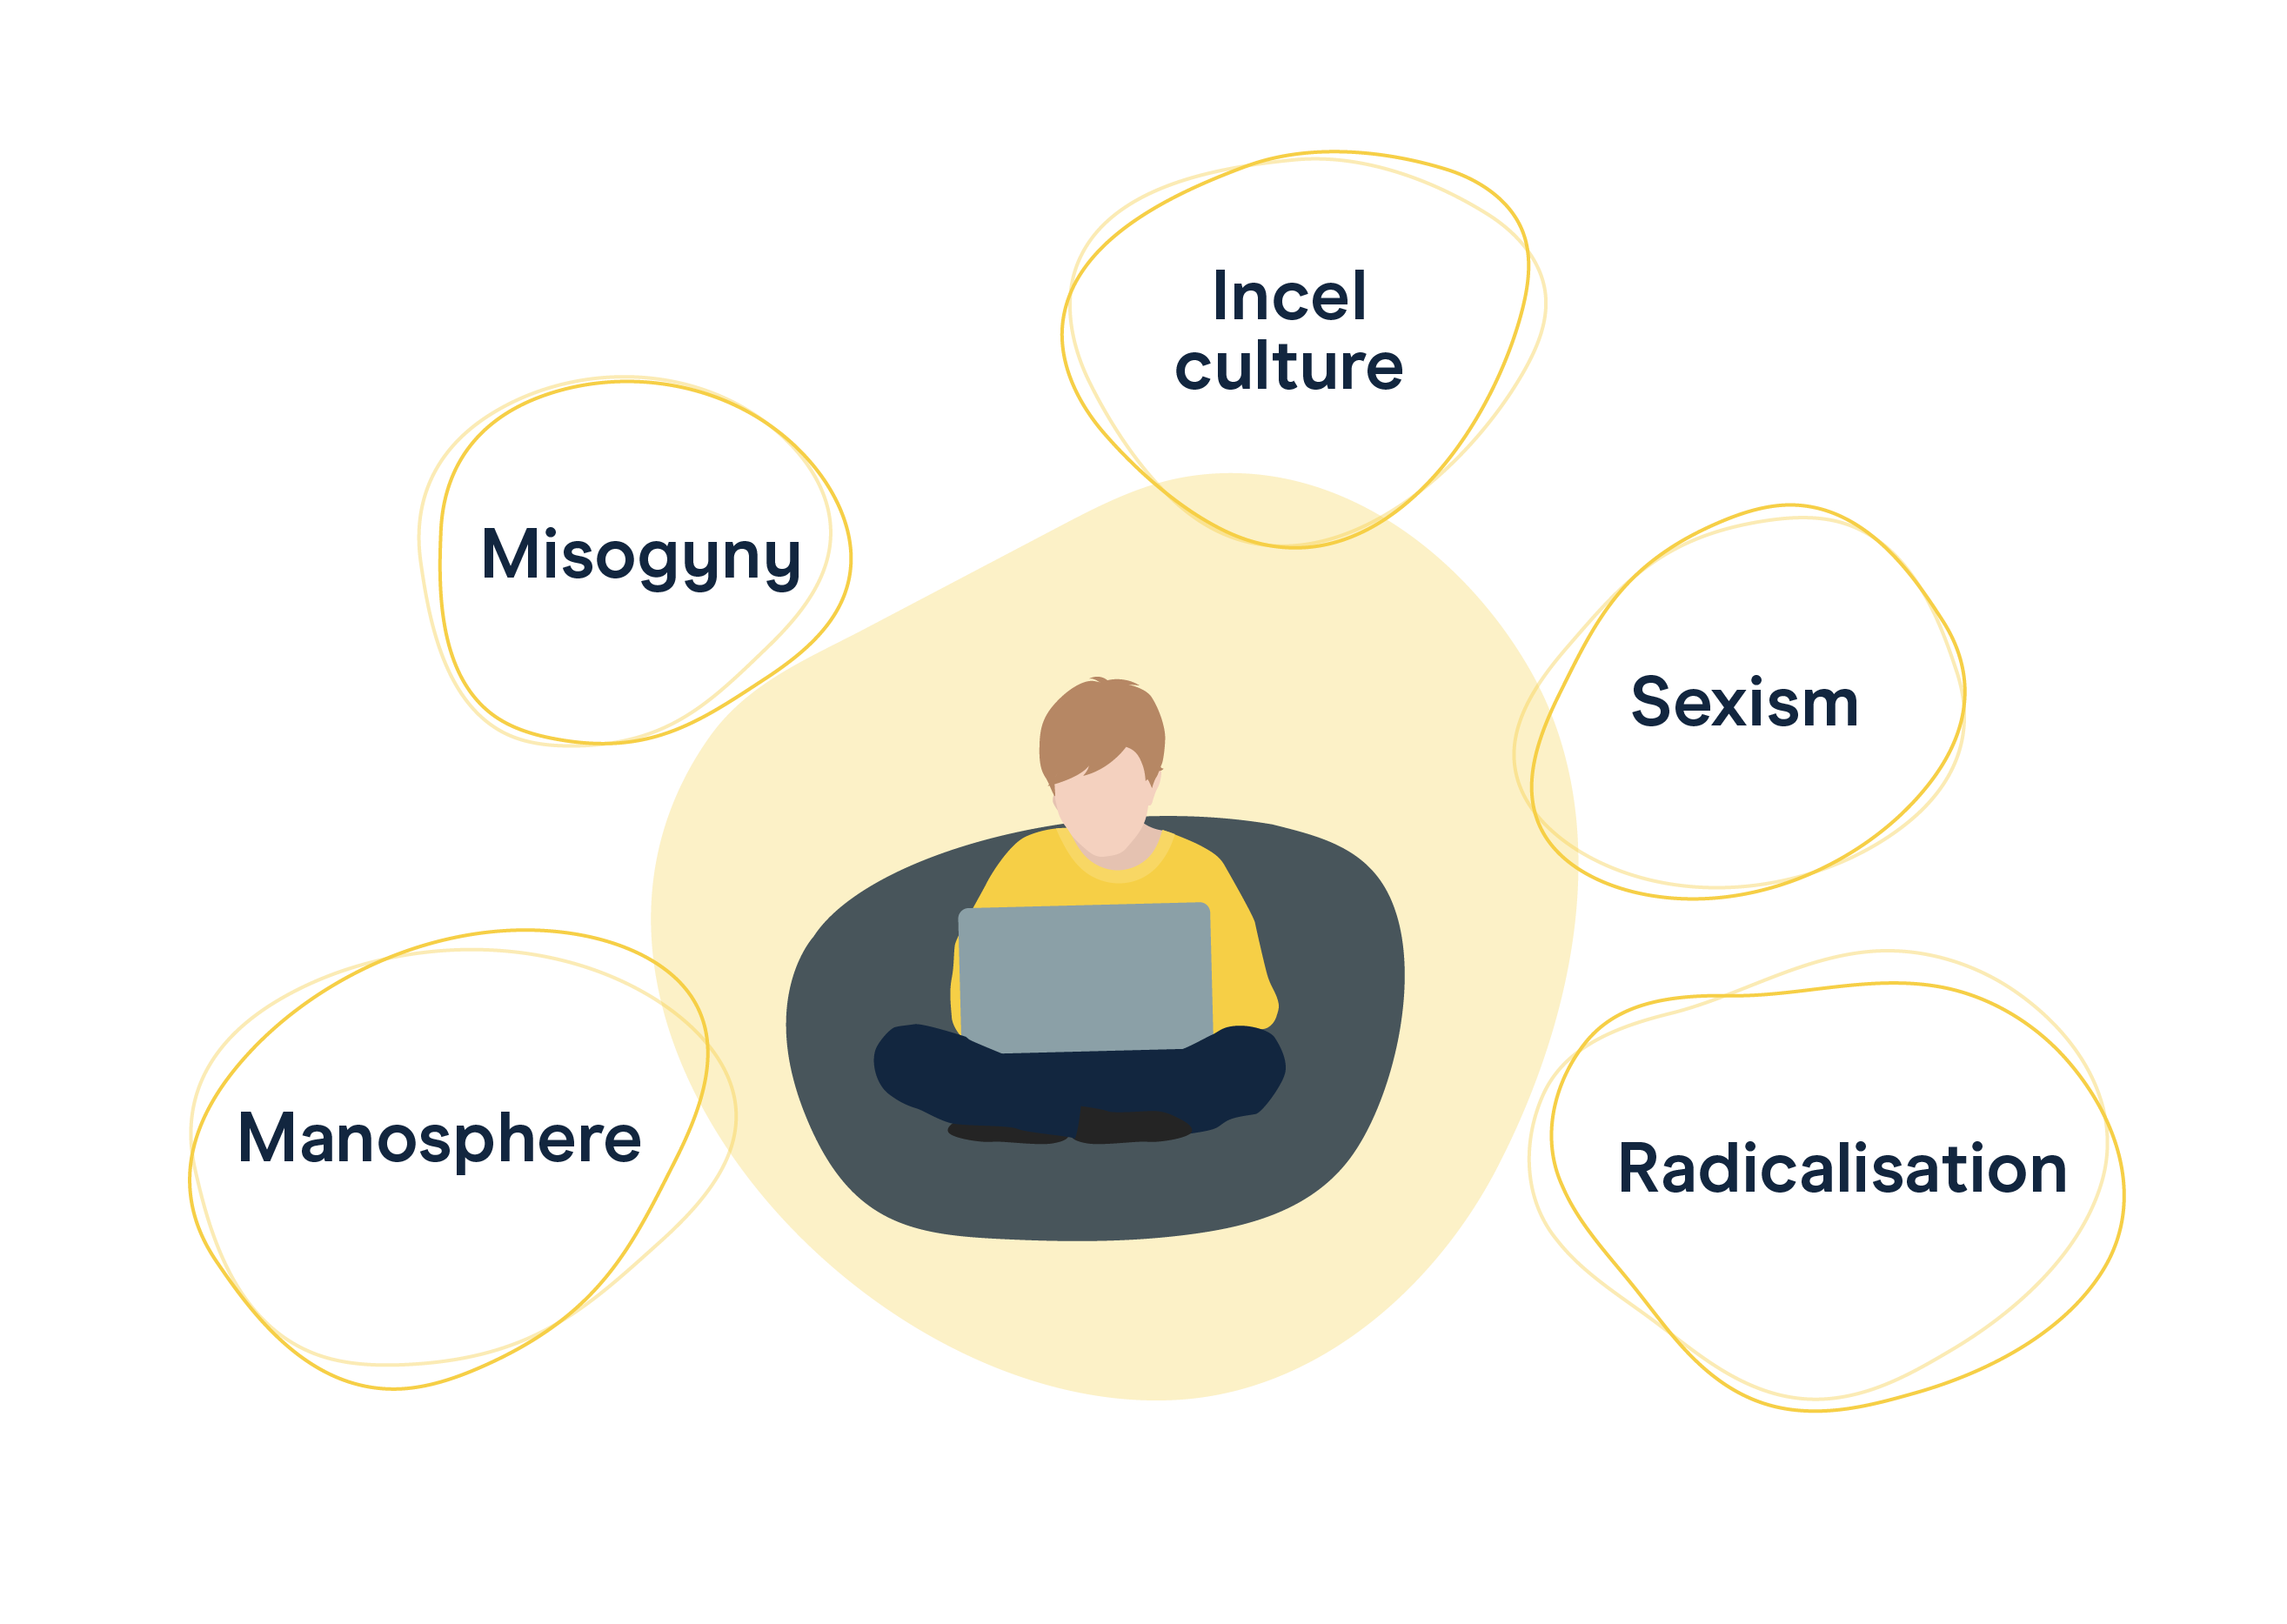 Incel
culture
Misogyny
Sexism
Manosphere
Radicalisation